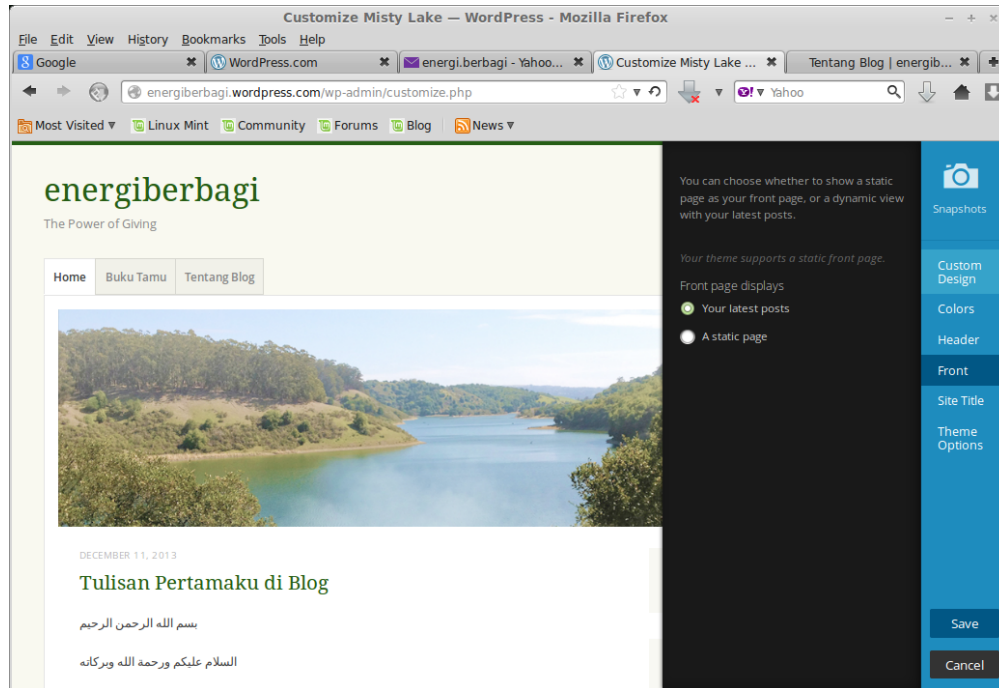 Customize Misty Lake — WordPress - Mozilla Firefox
File Edit View History Bookmarks Tools Help
Google WordPress.com energi.berbagi - Yahoo... Customize Misty Lake ... Tentang Blog | energib...
energiberbagi.wordpress.com/wp-admin/customize.php Yahoo
Most Visited Linux Mint Community Forums Blog News
energiberbagi
The Power of Giving
Home Buku Tamu Tentang Blog
DECEMBER 11, 2013
Tulisan Pertamaku di Blog
بسم الله الرحمن الرحيم
السلام عليكم ورحمة الله وبركاته
You can choose whether to show a static
page as your front page, or a dynamic view
with your latest posts.
Your theme supports a static front page.
Front page displays
Your latest posts
A static page
Snapshots
Custom
Design
Colors
Header
Front
Site Title
Theme
Options
Save
Cancel